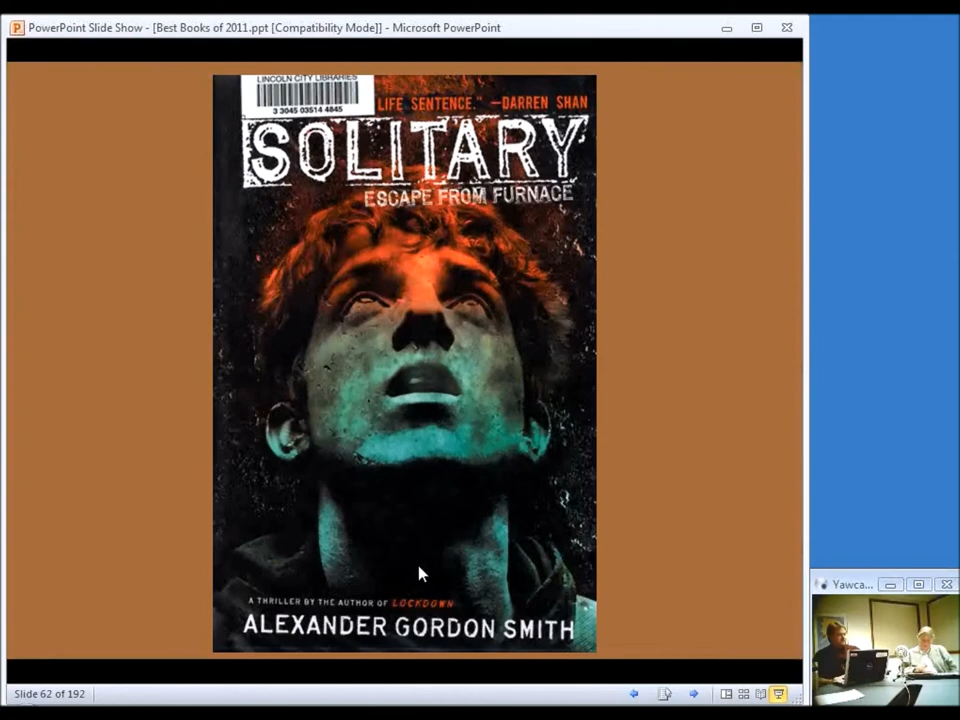 PowerPoint Slide Show - [Best Books of 2011.ppt [Compatibility Mode]] - Microsoft PowerPoint
LINCOLN CITY LIBRARIES
3 3045 03514 4845
LIFE SENTENCE." —DARREN SHAN
SOLITARY
ESCAPE FROM FURNACE
A THRILLER BY THE AUTHOR OF LOCKDOWN
ALEXANDER GORDON SMITH
Yawca...
Slide 62 of 192